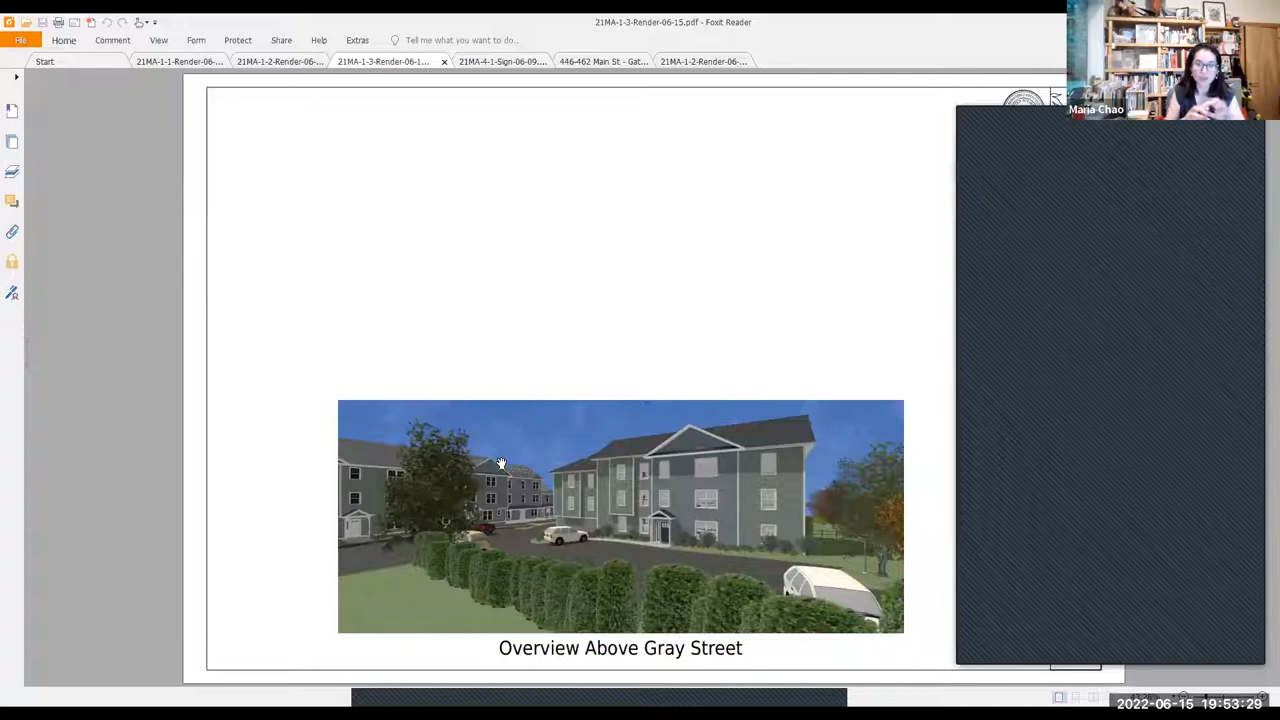 21MA-1-3-Render-06-15.pdf - Foxit Reader
File Home Comment View Form Protect Share Help Extras Tell me what you want to do...
Start 21MA-1-1-Render-06-... 21MA-1-2-Render-06-... 21MA-1-3-Render-06-1... 21MA-4-1-Sign-06-09.... 446-462 Main St - Gat... 21MA-1-2-Render-06-...
Maria Chao
Overview Above Gray Street
2022-06-15 19:53:29